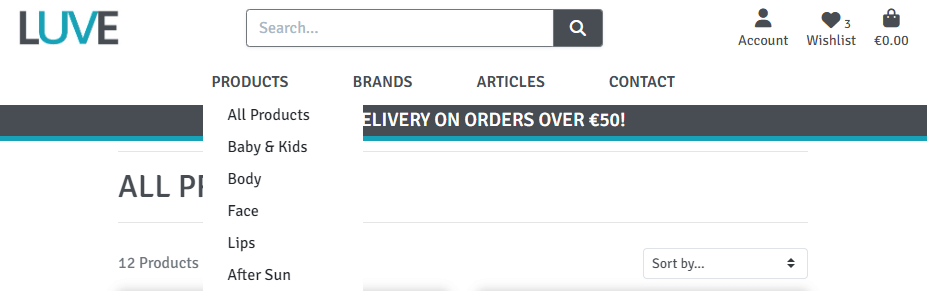 LUVE
Search...
3
Account Wishlist €0.00
PRODUCTS BRANDS ARTICLES CONTACT
ELIVERY ON ORDERS OVER €50!
All Products
Baby & Kids
Body
Face
Lips
After Sun
ALL P
12 Products
Sort by...